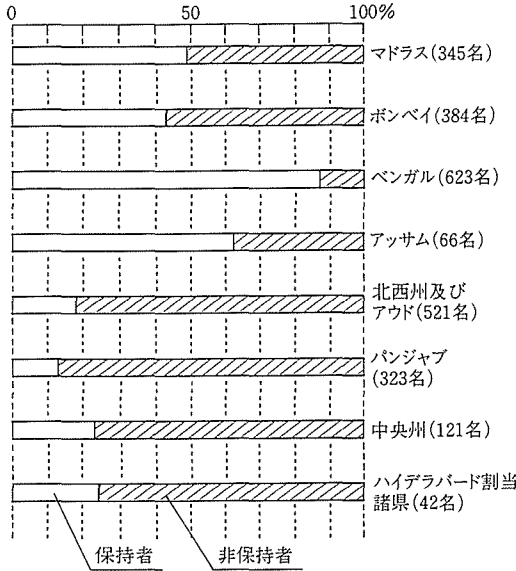 0 50 100%
マドラス(345名)
ボンベイ(384名)
ベンガル(623名)
アッサム(66名)
北西州及び
アウド(521名)
パンジャブ
(323名)
中央州(121名)
ハイデラバード割当
諸県(42名)
保持者 非保持者